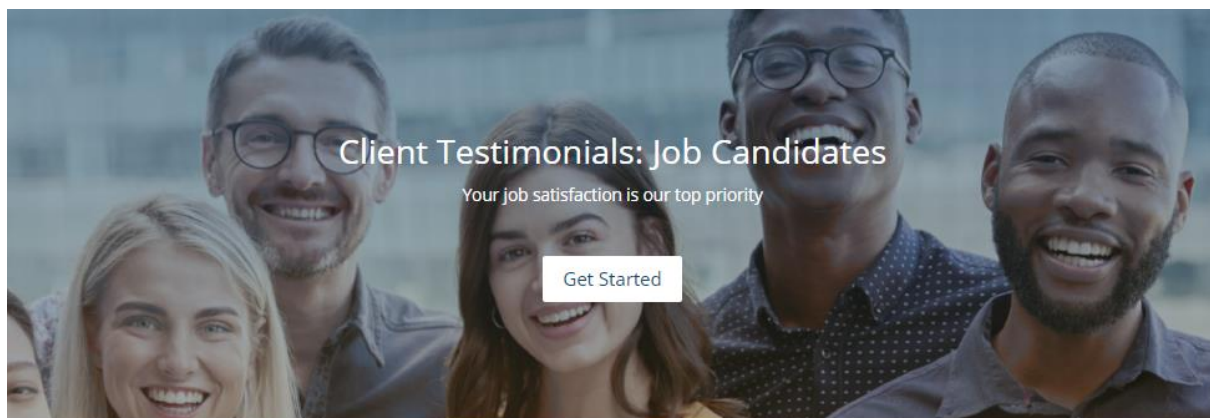 Client Testimonials: Job Candidates
Your job satisfaction is our top priority
Get Started